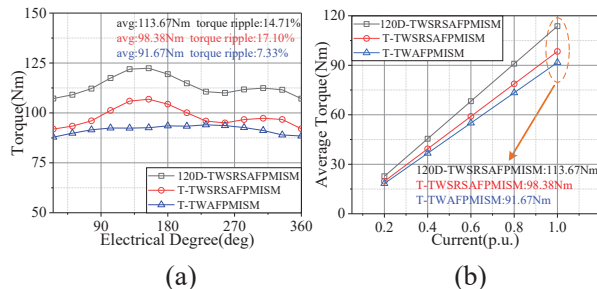 avg:113.67Nm torque ripple:14.71%
avg:98.38Nm torque ripple:17.10%
avg:91.67Nm torque ripple:7.33%
150
125
100
75
50
Torque(Nm)
120D-TWSRSAFPMISM
T-TWSRSAFPMISM
T-TWAFPMISM
90 180 270 360
Electrical Degree(deg)
(a)
120
90
60
30
0
Average Torque(Nm)
120D-TWSRSAFPMISM
T-TWSRSAFPMISM
T-TWAFPMISM
120D-TWSRSAFPMISM:113.67Nm
T-TWSRSAFPMISM:98.38Nm
T-TWAFPMISM:91.67Nm
0.2 0.4 0.6 0.8 1.0
Current(p.u.)
(b)